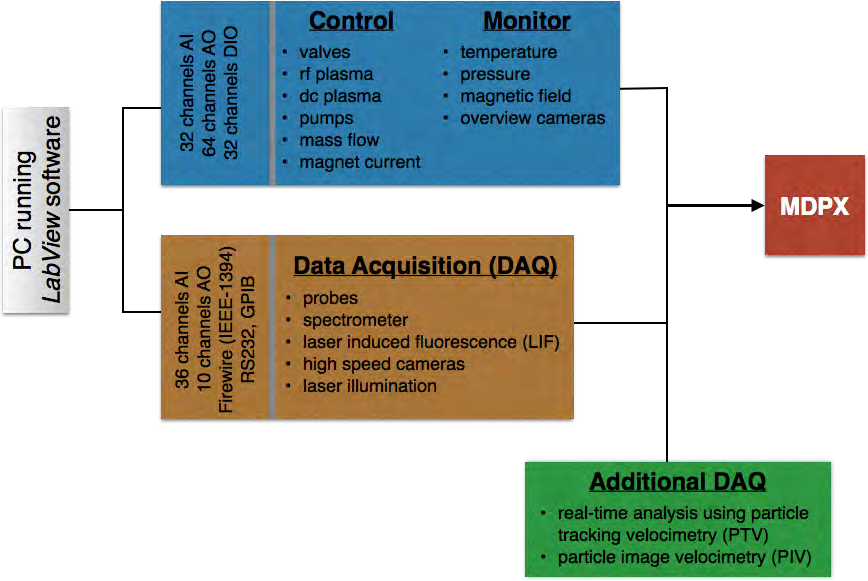 PC running
LabView software
32 channels AI
64 channels AO
32 channels DIO
Control
• valves
• rf plasma
• dc plasma
• pumps
• mass flow
• magnet current
Monitor
• temperature
• pressure
• magnetic field
• overview cameras
36 channels AI
10 channels AO
Firewire (IEEE-1394)
RS232, GPIB
Data Acquisition (DAQ)
• probes
• spectrometer
• laser induced fluorescence (LIF)
• high speed cameras
• laser illumination
MDPX
Additional DAQ
• real-time analysis using particle
tracking velocimetry (PTV)
• particle image velocimetry (PIV)